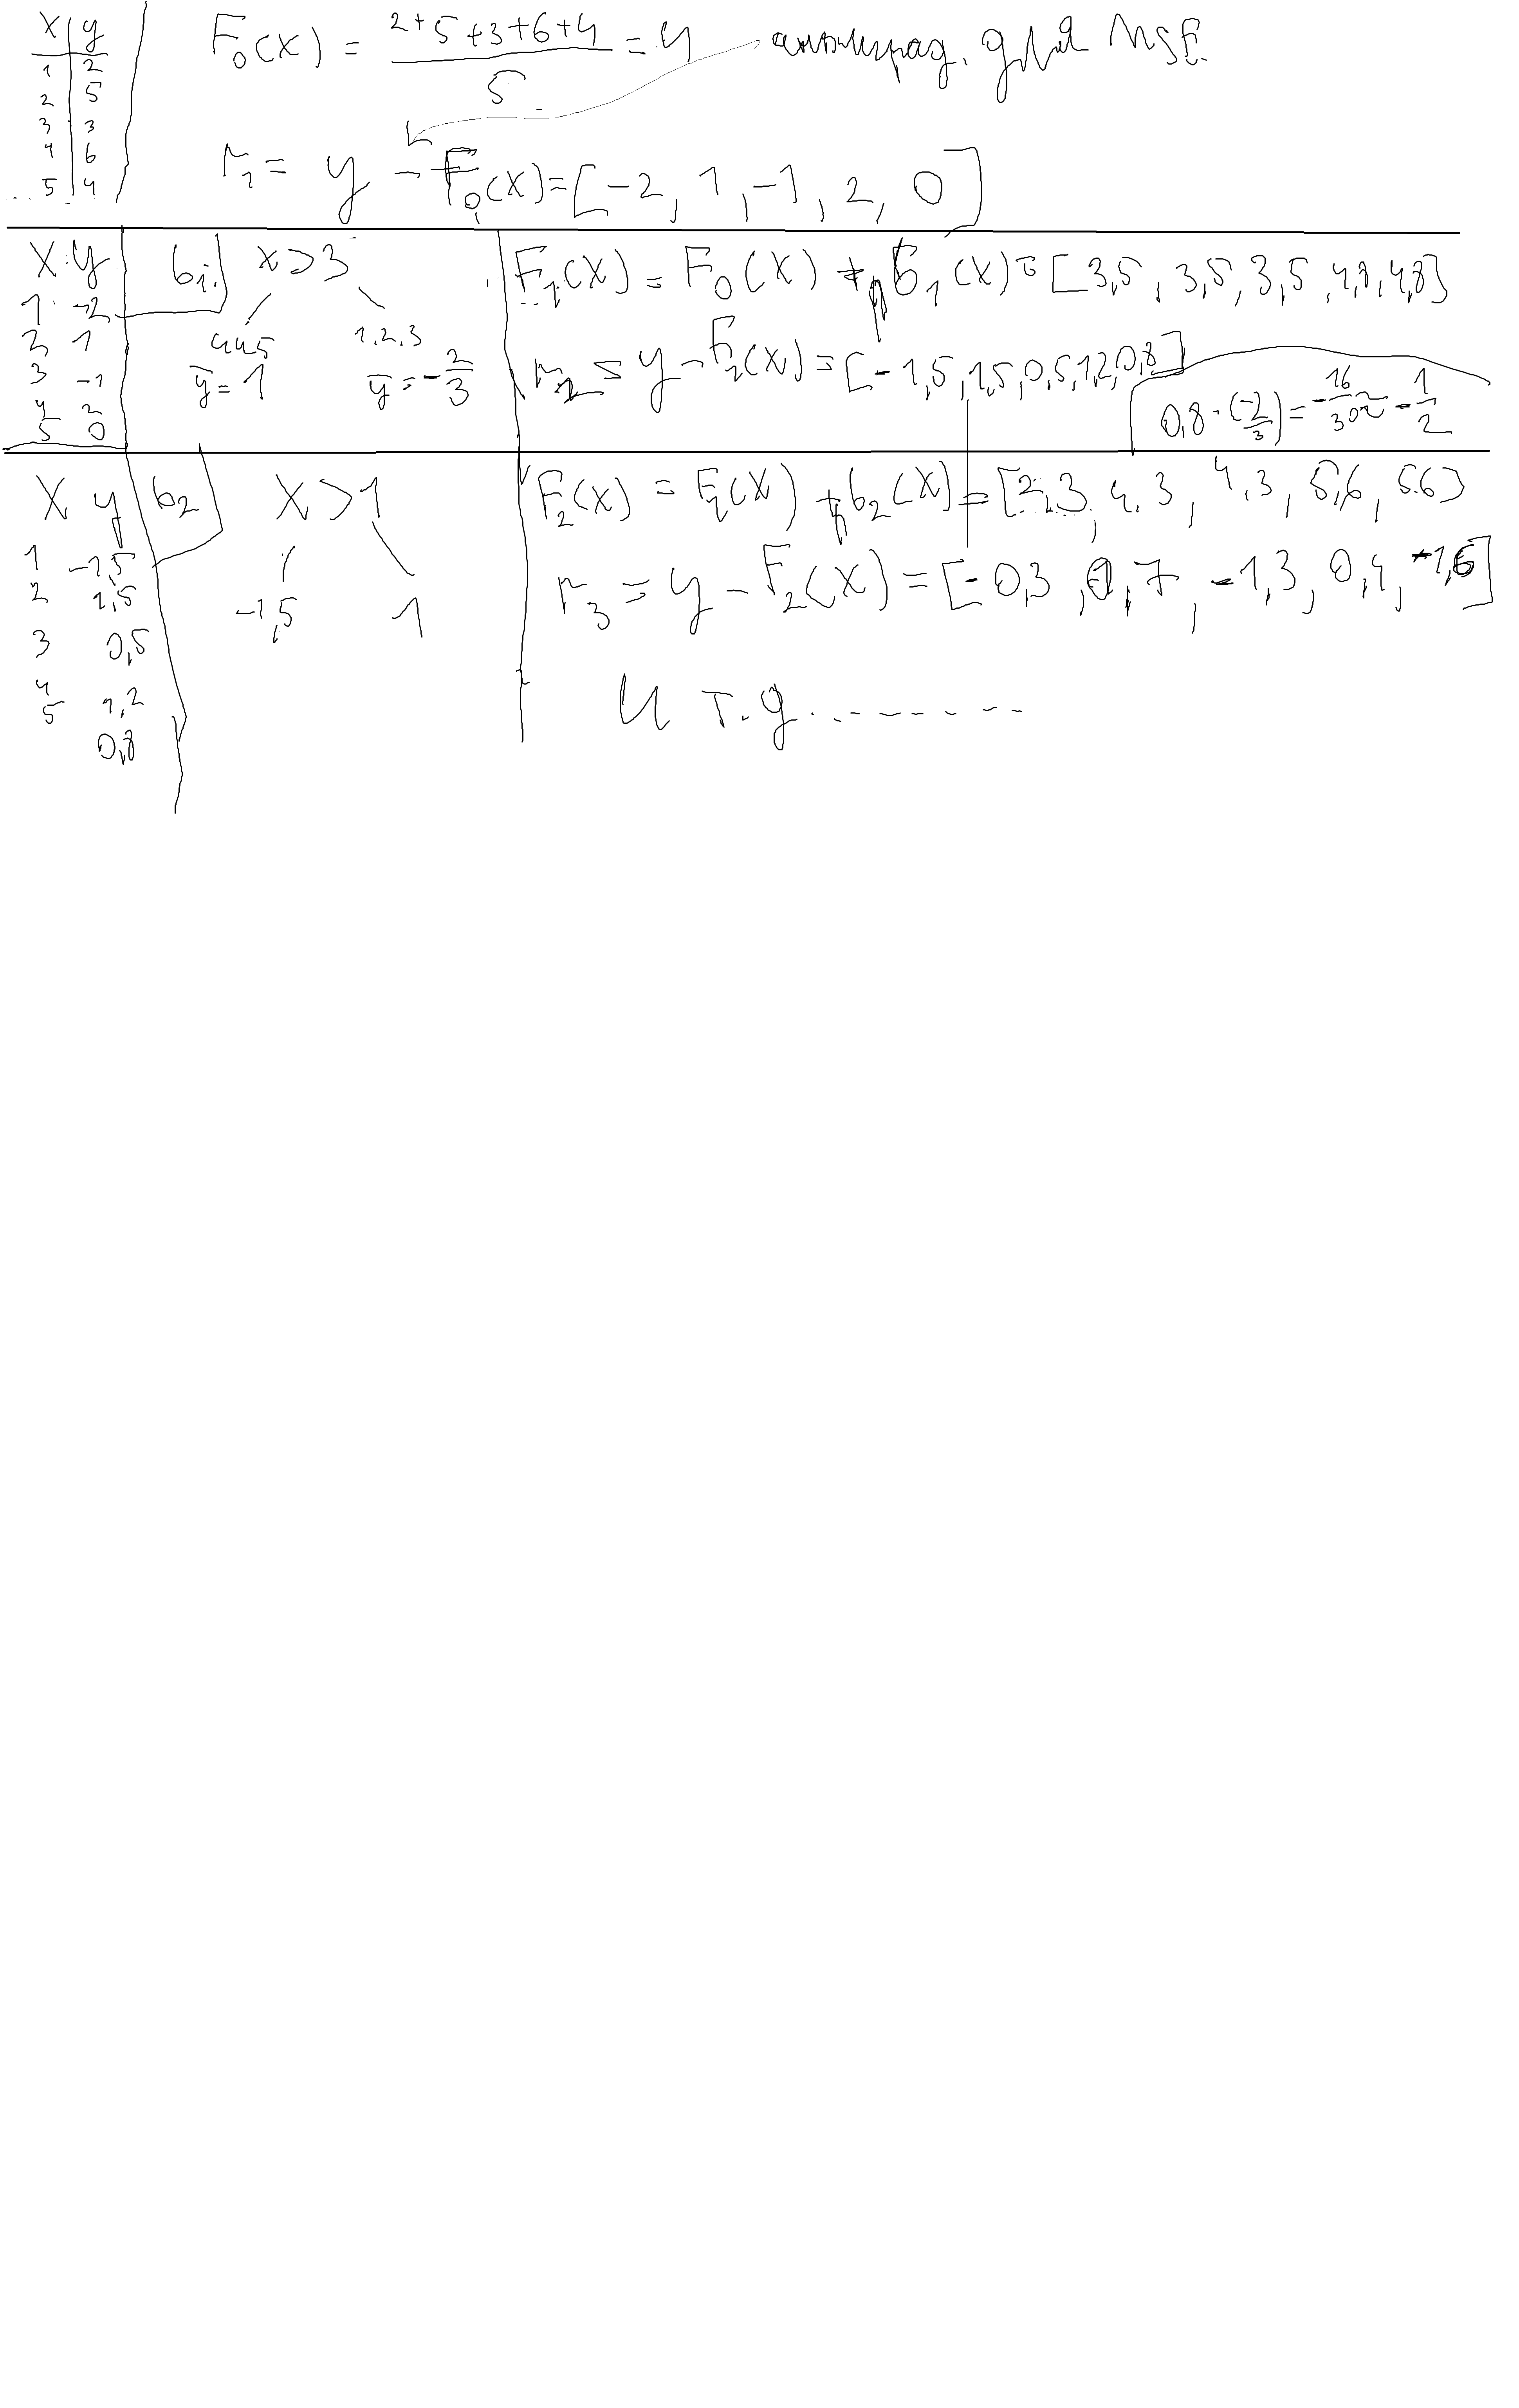 x y F₀(x) = (2+5+3+6+4)/5 = 4 антиград. для MSE
1 2
2 5
3 3
4 6
5 4
r₁ = y - F₀(x) = [-2, 1, -1, 2, 0]
x y b₁ x > 3 F₁(x) = F₀(x) + η b₁(x) = [3,5, 3,5, 3,5, 4,8, 4,8]
1 -2
2 1 4 и 5 1,2,3 r₂ = y - F₁(x) = [-1,5, 1,5, 0,5, 1,2, 0,8]
3 -1 ȳ = 1 ȳ = -2/3
4 2 0,8 · (-2/3) = -16/30 ≈ -1/2
5 0
x y b₂ x > 1 F₂(x) = F₁(x) + η b₂(x) = [2,3, 4,3, 4,3, 5,6, 5.6]
1 -1,5
2 1,5 -1,5 1 r₃ = y - F₂(x) = [-0,3, 0,7, -1,3, 0,4, -1,6]
3 0,5
4 1,2
5 0,8
И т.д.